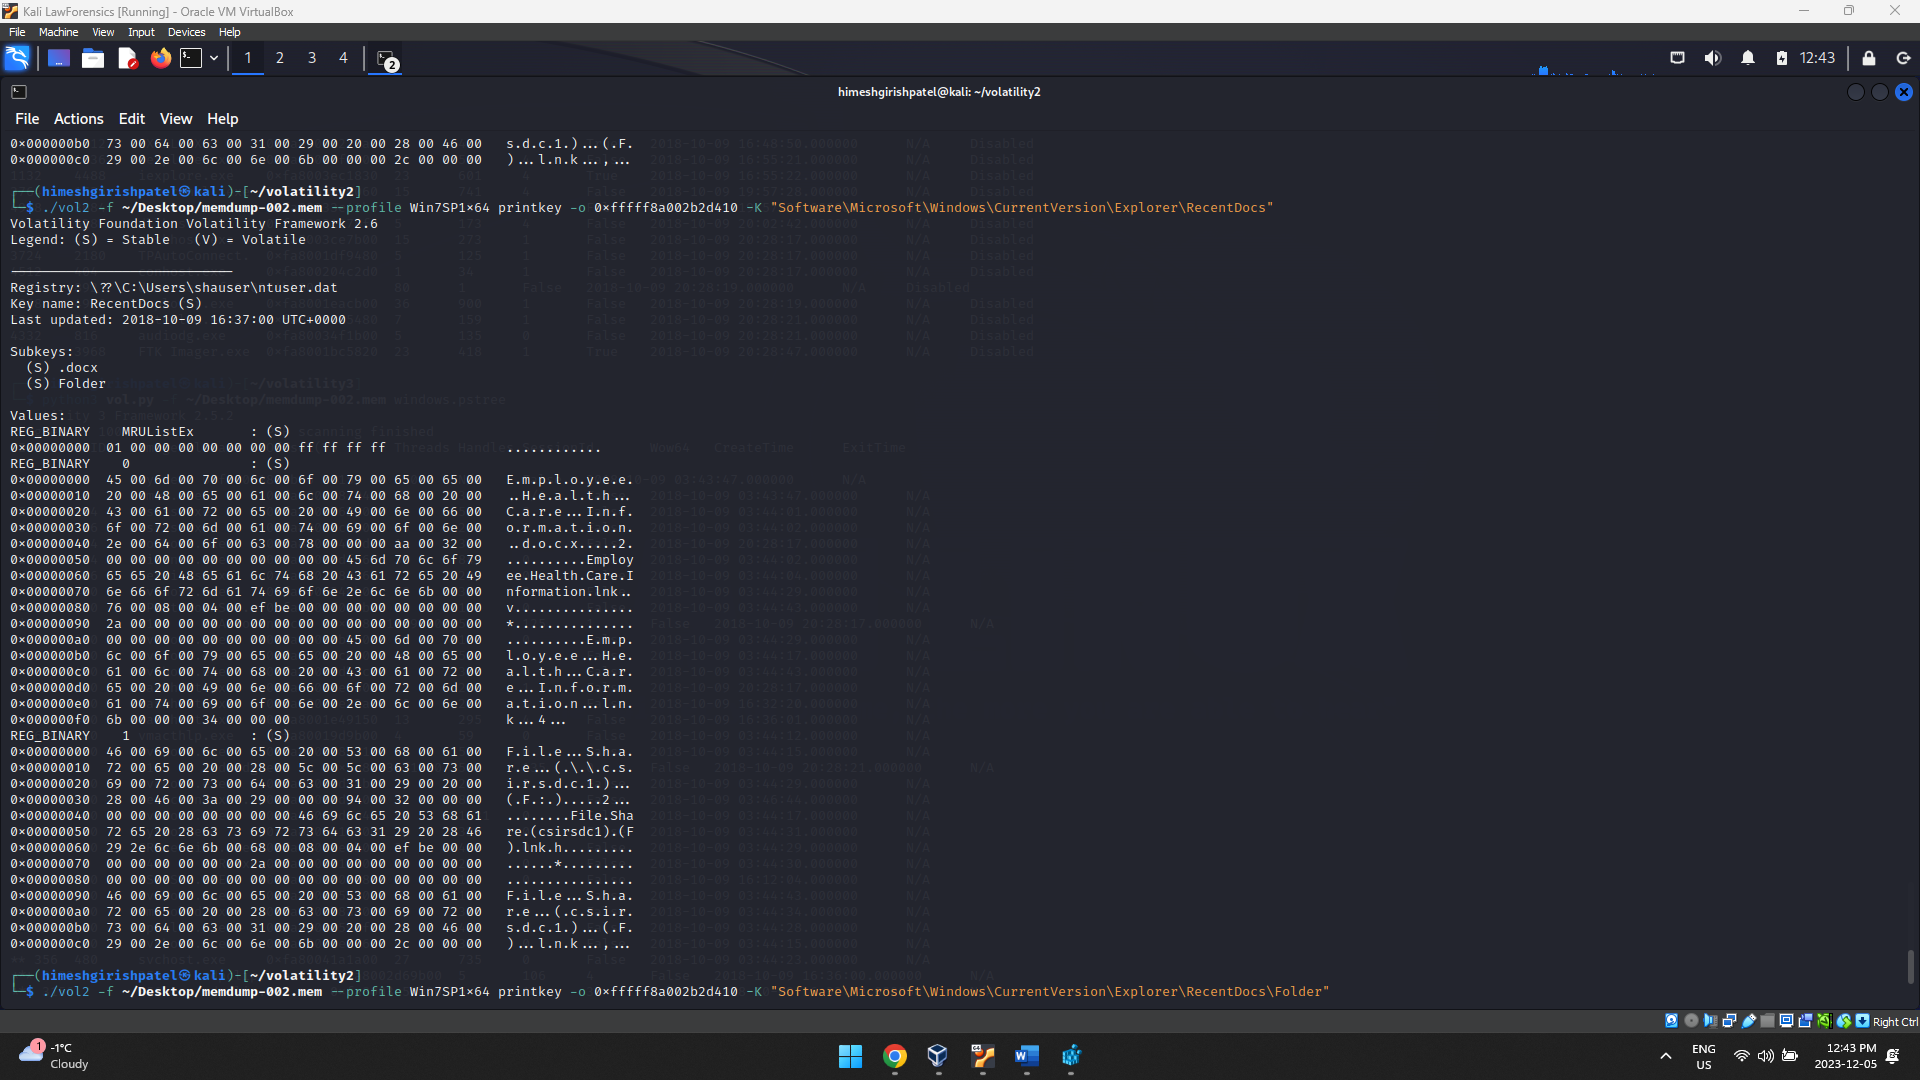 Kali LawForensics [Running] - Oracle VM VirtualBox
File Machine View Input Devices Help
1 2 3 4 2 12:43
himeshgirishpatel@kali: ~/volatility2
File Actions Edit View Help
0×000000b0 73 00 64 00 63 00 31 00 29 00 20 00 28 00 46 00 s.d.c.1.)...(.F.
0×000000c0 29 00 2e 00 6c 00 6e 00 6b 00 00 00 2c 00 00 00 )...l.n.k...,...
┌──(himeshgirishpatel㉿kali)-[~/volatility2]
└─$ ./vol2 -f ~/Desktop/memdump-002.mem --profile Win7SP1×64 printkey -o 0×fffff8a002b2d410 -K "Software\Microsoft\Windows\CurrentVersion\Explorer\RecentDocs"
Volatility Foundation Volatility Framework 2.6
Legend: (S) = Stable (V) = Volatile
Registry: \??\C:\Users\shauser\ntuser.dat
Key name: RecentDocs (S)
Last updated: 2018-10-09 16:37:00 UTC+0000
Subkeys:
(S) .docx
(S) Folder
Values:
REG_BINARY MRUListEx : (S)
0×00000000 01 00 00 00 00 00 00 00 ff ff ff ff ............
REG_BINARY 0 : (S)
0×00000000 45 00 6d 00 70 00 6c 00 6f 00 79 00 65 00 65 00 E.m.p.l.o.y.e.e.
0×00000010 20 00 48 00 65 00 61 00 6c 00 74 00 68 00 20 00 ..H.e.a.l.t.h...
0×00000020 43 00 61 00 72 00 65 00 20 00 49 00 6e 00 66 00 C.a.r.e...I.n.f.
0×00000030 6f 00 72 00 6d 00 61 00 74 00 69 00 6f 00 6e 00 o.r.m.a.t.i.o.n.
0×00000040 2e 00 64 00 6f 00 63 00 78 00 00 00 aa 00 32 00 ..d.o.c.x.....2.
0×00000050 00 00 00 00 00 00 00 00 00 00 45 6d 70 6c 6f 79 ..........Employ
0×00000060 65 65 20 48 65 61 6c 74 68 20 43 61 72 65 20 49 ee.Health.Care.I
0×00000070 6e 66 6f 72 6d 61 74 69 6f 6e 2e 6c 6e 6b 00 00 nformation.lnk..
0×00000080 76 00 08 00 04 00 ef be 00 00 00 00 00 00 00 00 v...............
0×00000090 2a 00 00 00 00 00 00 00 00 00 00 00 00 00 00 00 *...............
0×000000a0 00 00 00 00 00 00 00 00 00 00 45 00 6d 00 70 00 ..........E.m.p.
0×000000b0 6c 00 6f 00 79 00 65 00 65 00 20 00 48 00 65 00 l.o.y.e.e...H.e.
0×000000c0 61 00 6c 00 74 00 68 00 20 00 43 00 61 00 72 00 a.l.t.h...C.a.r.
0×000000d0 65 00 20 00 49 00 6e 00 66 00 6f 00 72 00 6d 00 e...I.n.f.o.r.m.
0×000000e0 61 00 74 00 69 00 6f 00 6e 00 2e 00 6c 00 6e 00 a.t.i.o.n...l.n.
0×000000f0 6b 00 00 00 34 00 00 00 k...4...
REG_BINARY 1 : (S)
0×00000000 46 00 69 00 6c 00 65 00 20 00 53 00 68 00 61 00 F.i.l.e...S.h.a.
0×00000010 72 00 65 00 20 00 28 00 5c 00 5c 00 63 00 73 00 r.e...(.\.\.c.s.
0×00000020 69 00 72 00 73 00 64 00 63 00 31 00 29 00 20 00 i.r.s.d.c.1.)...
0×00000030 28 00 46 00 3a 00 29 00 00 00 94 00 32 00 00 00 (.F.:.).....2...
0×00000040 00 00 00 00 00 00 00 00 46 69 6c 65 20 53 68 61 ........File.Sha
0×00000050 72 65 20 28 63 73 69 72 73 64 63 31 29 20 28 46 re.(csirsdc1).(F
0×00000060 29 2e 6c 6e 6b 00 68 00 08 00 04 00 ef be 00 00 ).lnk.h.........
0×00000070 00 00 00 00 00 00 2a 00 00 00 00 00 00 00 00 00 ......*.........
0×00000080 00 00 00 00 00 00 00 00 00 00 00 00 00 00 00 00 ................
0×00000090 46 00 69 00 6c 00 65 00 20 00 53 00 68 00 61 00 F.i.l.e...S.h.a.
0×000000a0 72 00 65 00 20 00 28 00 63 00 73 00 69 00 72 00 r.e...(.c.s.i.r.
0×000000b0 73 00 64 00 63 00 31 00 29 00 20 00 28 00 46 00 s.d.c.1.)...(.F.
0×000000c0 29 00 2e 00 6c 00 6e 00 6b 00 00 00 2c 00 00 00 )...l.n.k...,...
┌──(himeshgirishpatel㉿kali)-[~/volatility2]
└─$ ./vol2 -f ~/Desktop/memdump-002.mem --profile Win7SP1×64 printkey -o 0×fffff8a002b2d410 -K "Software\Microsoft\Windows\CurrentVersion\Explorer\RecentDocs\Folder"
Right Ctrl
1 -1°C
Cloudy
ENG
US
12:43 PM
2023-12-05